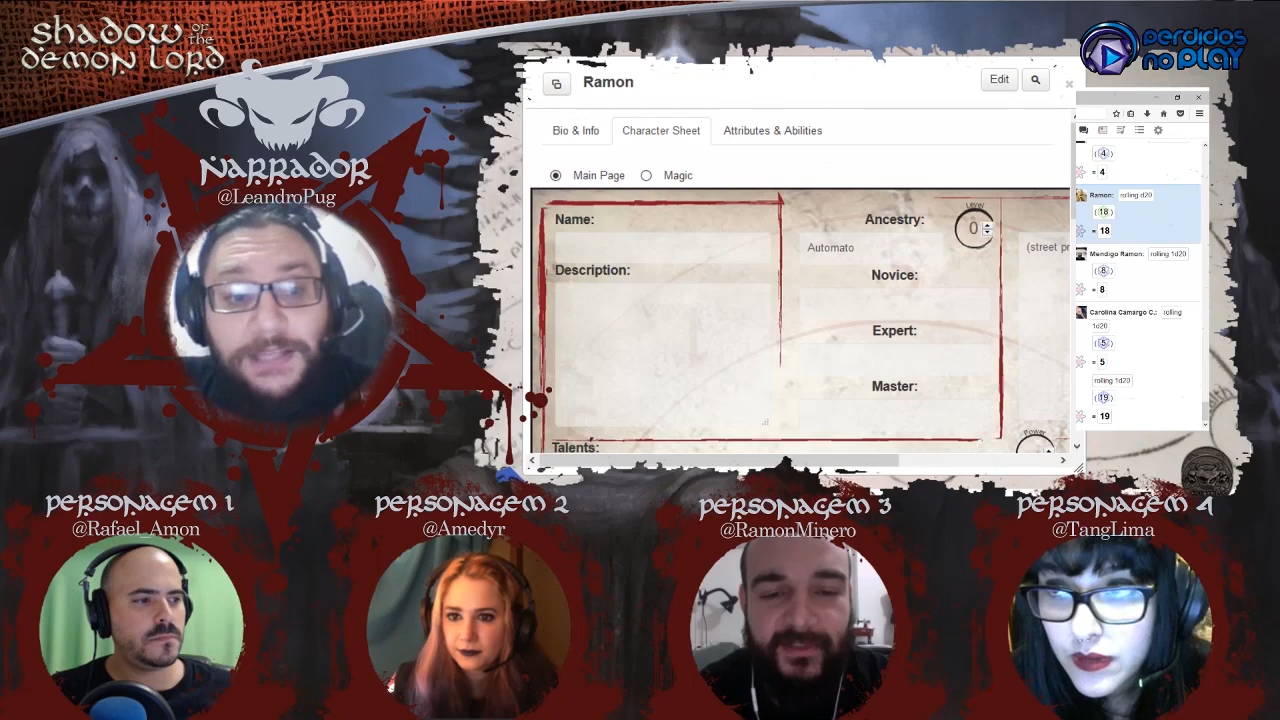 SHADOW OF THE
DEMON LORD
PERDIDOS
NO PLAY
NARRADOR
@LeandroPug
Ramon
Edit
Bio & Info
Character Sheet
Attributes & Abilities
Main Page
Magic
Name:
Ancestry:
Level
0
Automato
(street pr
Description:
Novice:
Expert:
Master:
Talents:
Power
4
= 4
Ramon: rolling d20
18
= 18
Mendigo Ramon: rolling 1d20
8
= 8
Carolina Camargo C.: rolling
1d20
5
= 5
rolling 1d20
19
= 19
PERSONAGEM 1
@Rafael_Amon
PERSONAGEM 2
@Amedyr
PERSONAGEM 3
@RamonMinero
PERSONAGEM 4
@TangLima